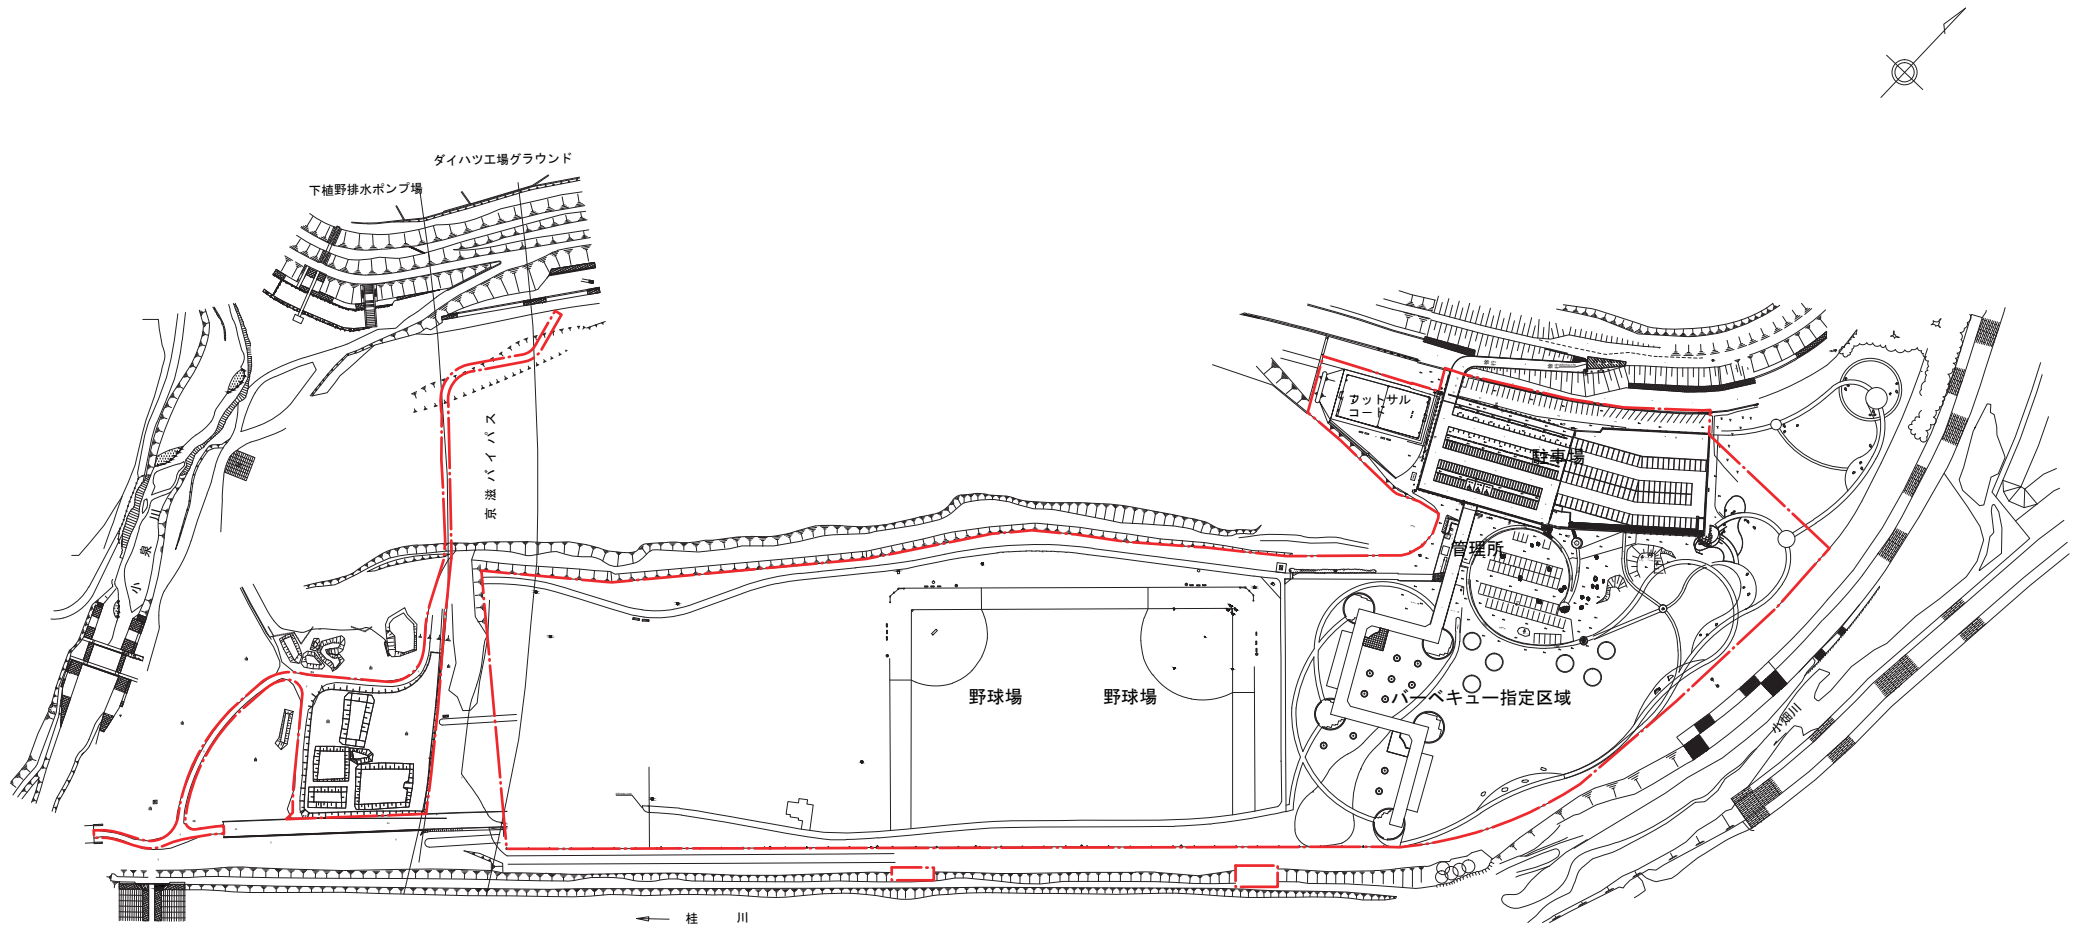 ダイハツ工場グラウンド
下植野排水ポンプ場
京滋バイパス
フットサル
コート
駐車場
小泉
管理所
野球場
野球場
バーベキュー指定区域
小畑川
桂川